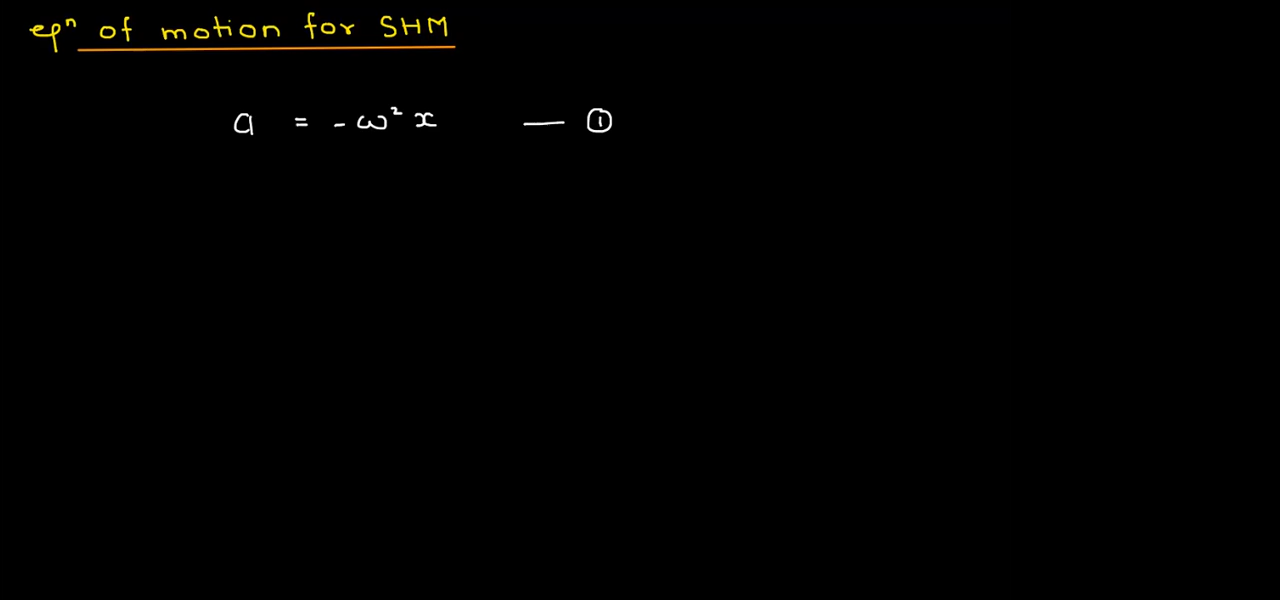 eqⁿ of motion for SHM
a = - ω² x — ①